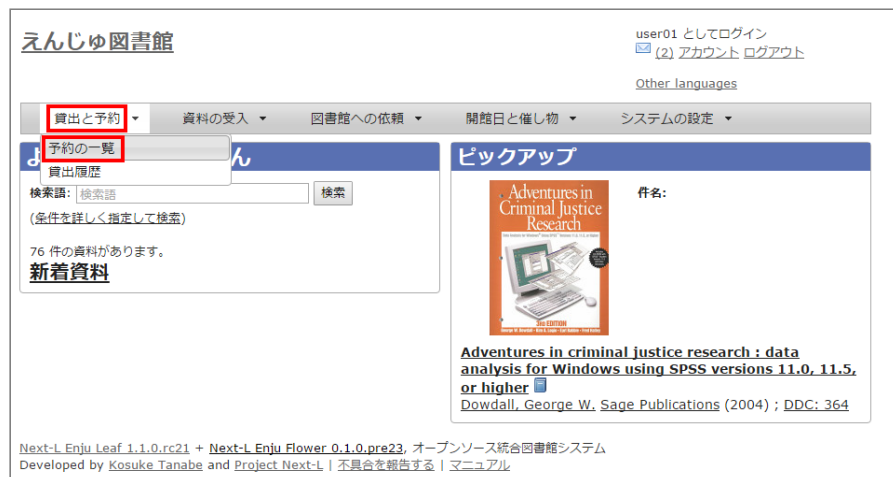 えんじゅ図書館
user01 としてログイン
(2) アカウント ログアウト
Other languages
貸出と予約 ▼ 資料の受入 ▼ 図書館への依頼 ▼ 開館日と催し物 ▼ システムの設定 ▼
予約の一覧
貸出履歴
よ
ん
検索語: 検索語 検索
(条件を詳しく指定して検索)
76 件の資料があります。
新着資料
ピックアップ
Adventures in
Criminal Justice
Research
3RD EDITION
件名:
Adventures in criminal justice research : data
analysis for Windows using SPSS versions 11.0, 11.5,
or higher
Dowdall, George W. Sage Publications (2004) ; DDC: 364
Next-L Enju Leaf 1.1.0.rc21 + Next-L Enju Flower 0.1.0.pre23, オープンソース統合図書館システム
Developed by Kosuke Tanabe and Project Next-L | 不具合を報告する | マニュアル